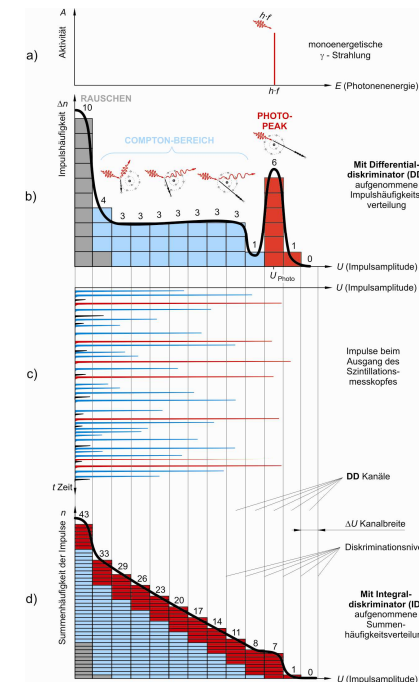 a)
A
Aktivität
h·f
monoenergetische
γ - Strahlung
h·f
E (Photonenenergie)
b)
Δn
Impulshäufigkeit
RAUSCHEN
10
4
COMPTON-BEREICH
3 3 3 3 3 3 3
1
PHOTO-
PEAK
6
1
0
U Photo
U (Impulsamplitude)
Mit Differential-
diskriminator (DD
aufgenommene
Impulshäufigkeits
verteilung
c)
U (Impulsamplitude)
Impulse beim
Ausgang des
Szintillations-
messkopfes
t Zeit
DD Kanäle
ΔU Kanalbreite
Diskriminationsnive
d)
n
Summenhäufigkeit der Impulse
43
33
29
26
23
20
17
14
11
8
7
1
0
Mit Integral-
diskriminator (ID
aufgenommene
Summen-
häufigkeitsverteilun
U (Impulsamplitude)